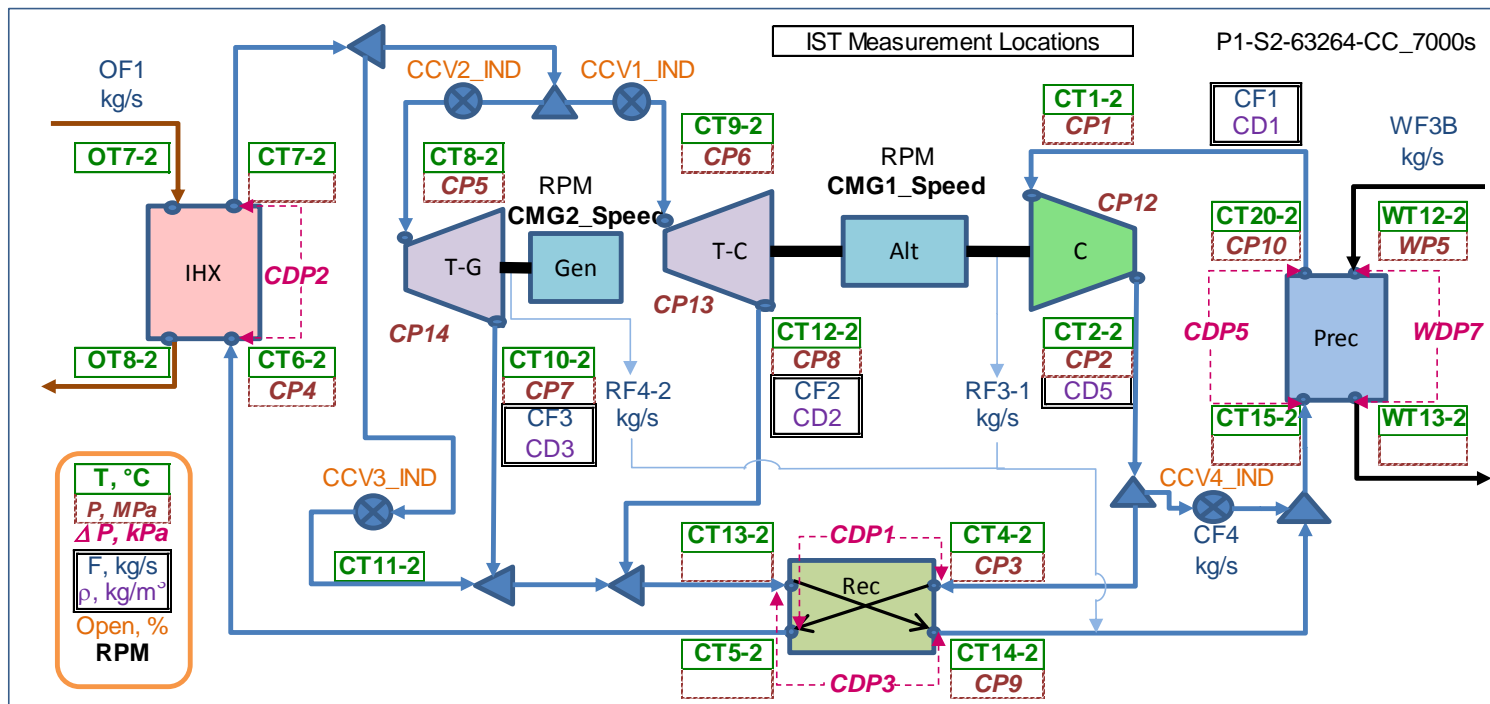 IST Measurement Locations
P1-S2-63264-CC_7000s
OF1
kg/s
CCV2_IND
CCV1_IND
CT1-2
CP1
CF1
CD1
WF3B
kg/s
OT7-2
CT7-2
CT8-2
CP5
CT9-2
CP6
RPM
CMG2_Speed
RPM
CMG1_Speed
CP12
CT20-2
CP10
WT12-2
WP5
IHX
CDP2
T-G
Gen
T-C
Alt
C
CP14
CP13
CDP5
Prec
WDP7
OT8-2
CT6-2
CP4
CT10-2
CP7
CF3
CD3
RF4-2
kg/s
CT12-2
CP8
CF2
CD2
RF3-1
kg/s
CT2-2
CP2
CD5
CT15-2
WT13-2
T, °C
P, MPa
Δ P, kPa
F, kg/s
ρ, kg/m³
Open, %
RPM
CCV3_IND
CCV4_IND
CF4
kg/s
CT11-2
CT13-2
CDP1
CT4-2
CP3
Rec
CT5-2
CDP3
CT14-2
CP9